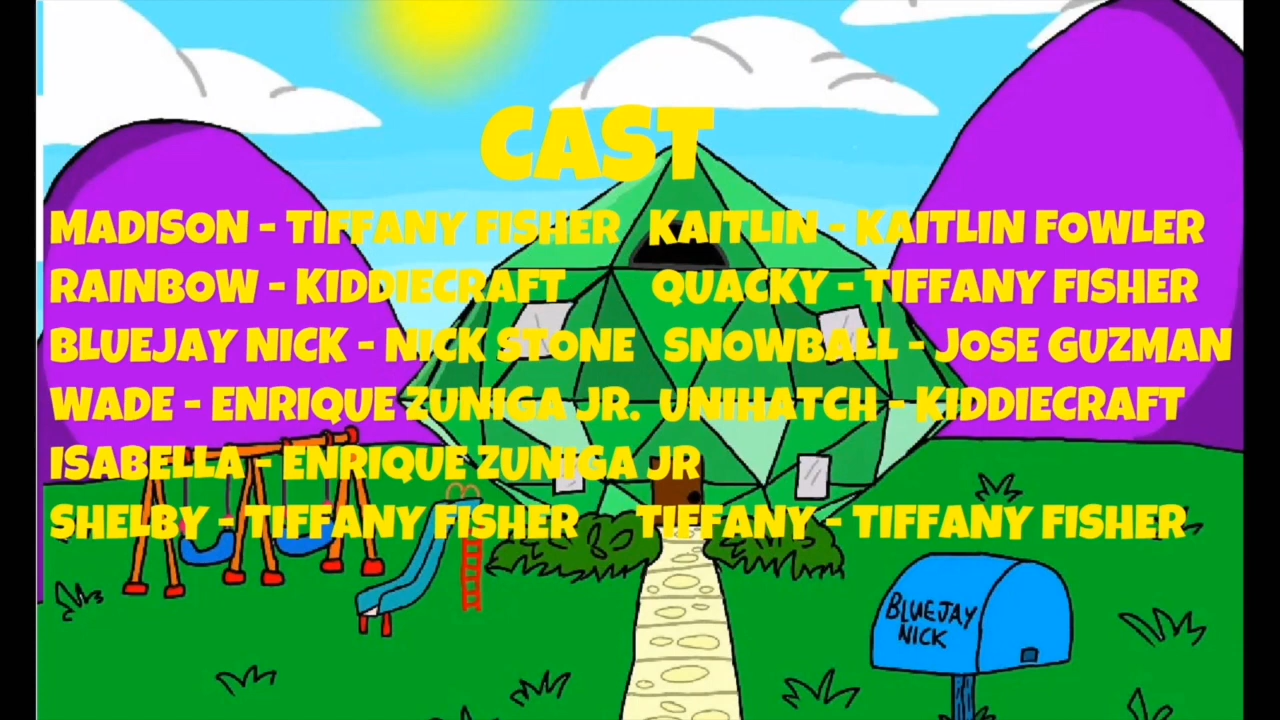 CAST
MADISON - TIFFANY FISHER KAITLIN - KAITLIN FOWLER
RAINBOW - KIDDIECRAFT QUACKY - TIFFANY FISHER
BLUEJAY NICK - NICK STONE SNOWBALL - JOSE GUZMAN
WADE - ENRIQUE ZUNIGA JR. UNIHATCH - KIDDIECRAFT
ISABELLA - ENRIQUE ZUNIGA JR
SHELBY - TIFFANY FISHER TIFFANY - TIFFANY FISHER
BLUEJAY
NICK